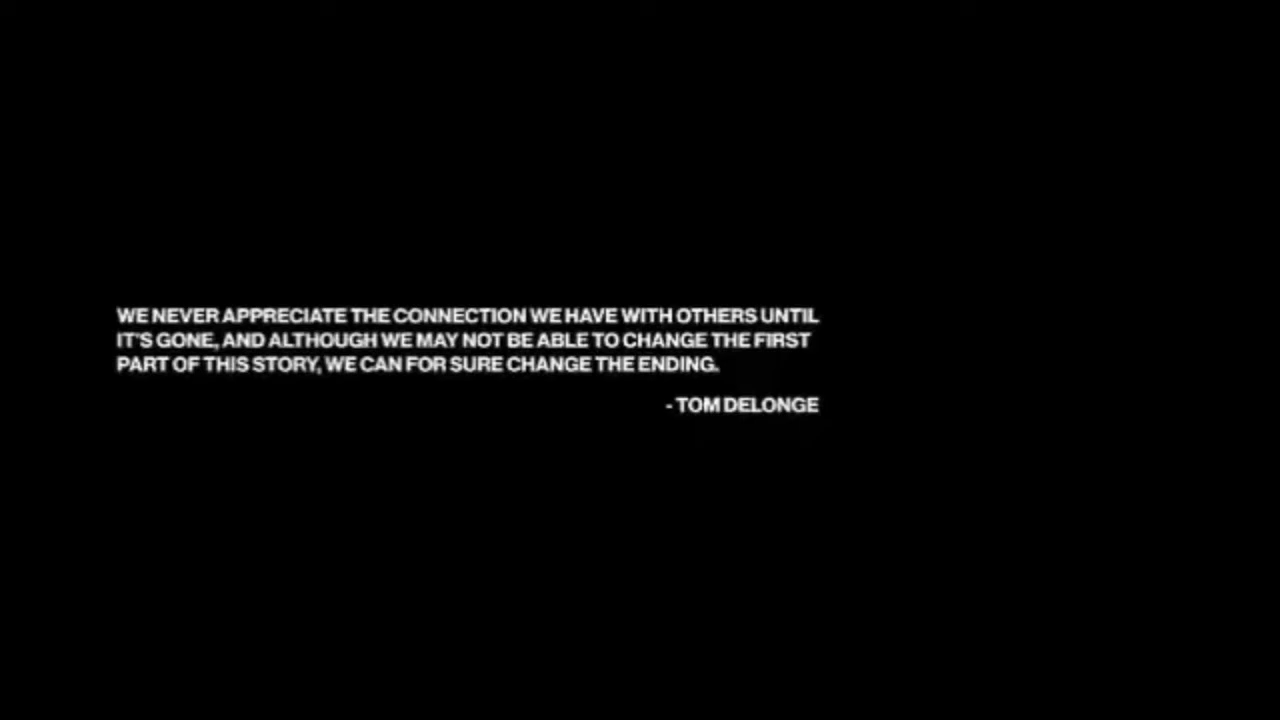 WE NEVER APPRECIATE THE CONNECTION WE HAVE WITH OTHERS UNTIL
IT'S GONE, AND ALTHOUGH WE MAY NOT BE ABLE TO CHANGE THE FIRST
PART OF THIS STORY, WE CAN FOR SURE CHANGE THE ENDING.
- TOM DELONGE